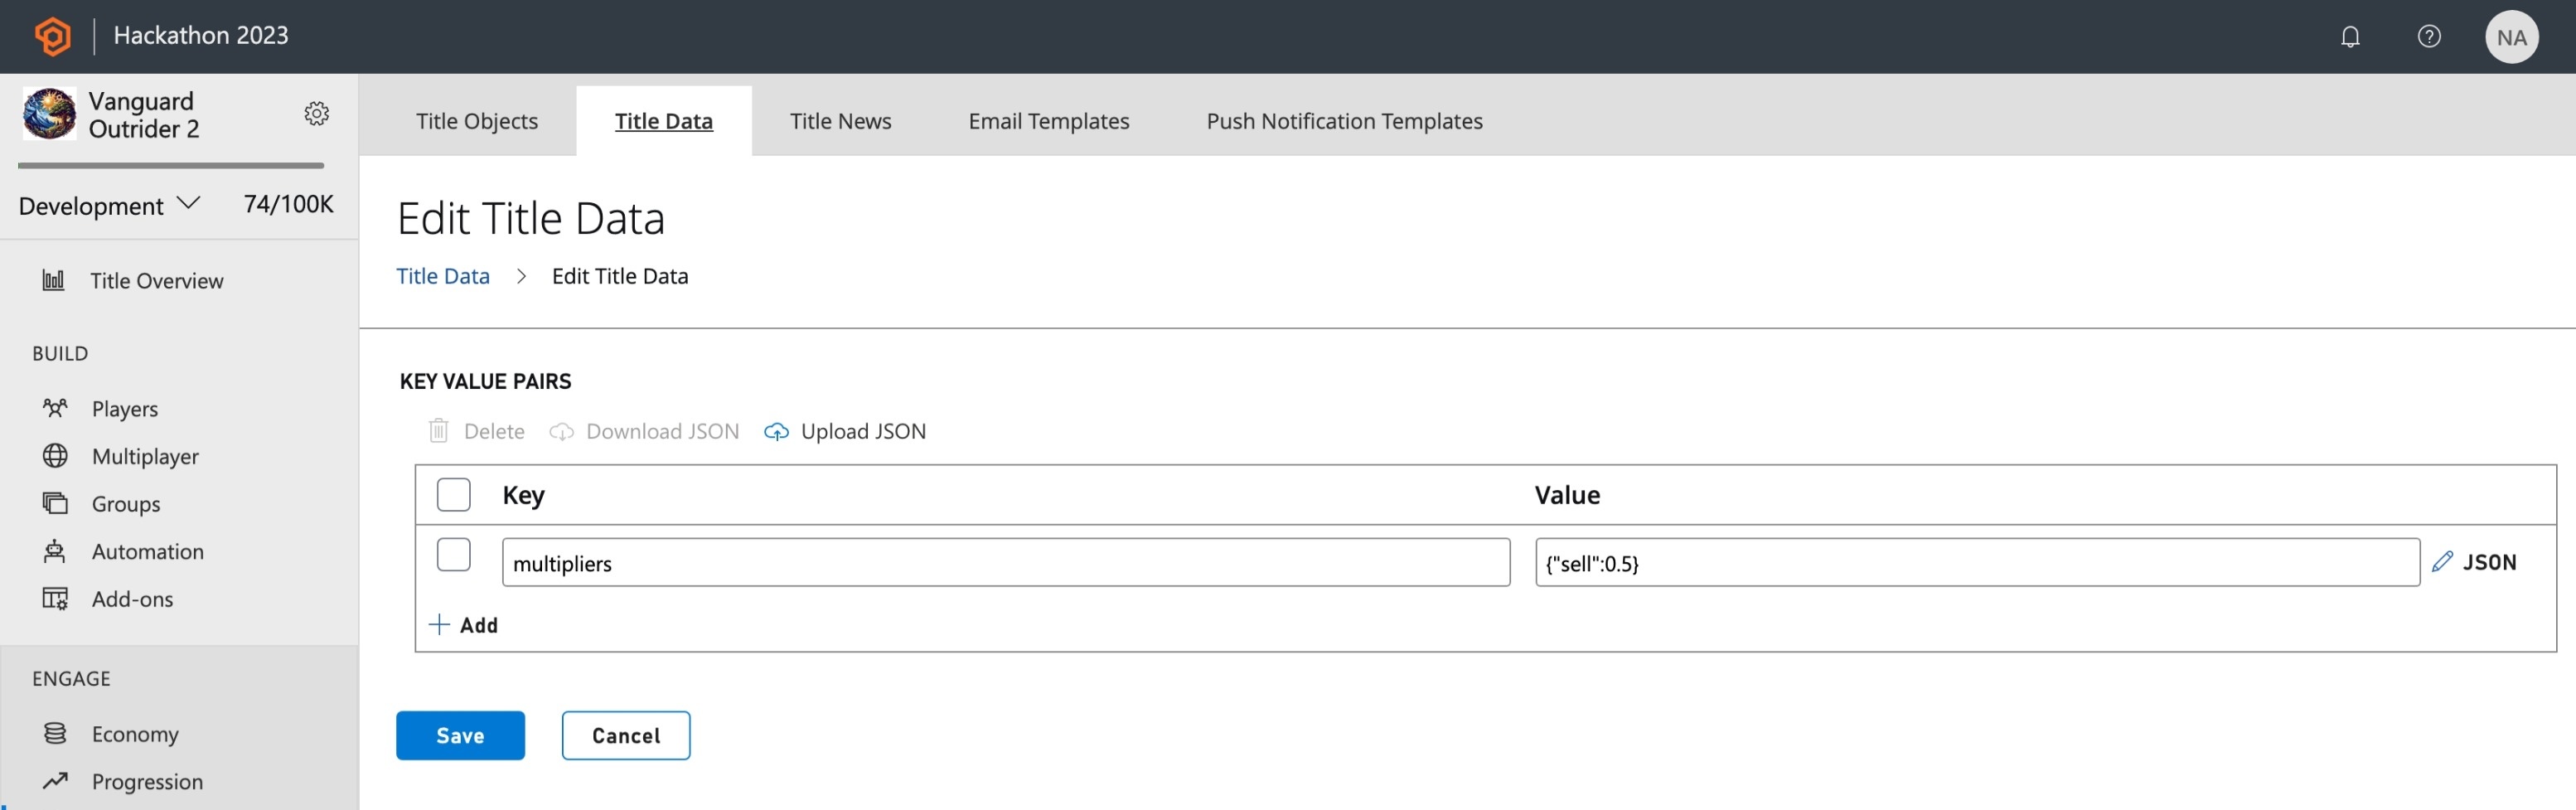 Hackathon 2023
NA
Vanguard
Outrider 2
Development 74/100K
Title Overview
BUILD
Players
Multiplayer
Groups
Automation
Add-ons
ENGAGE
Economy
Progression
Title Objects Title Data Title News Email Templates Push Notification Templates
Edit Title Data
Title Data > Edit Title Data
KEY VALUE PAIRS
Delete Download JSON Upload JSON
Key Value
multipliers {"sell":0.5} JSON
+ Add
Save Cancel